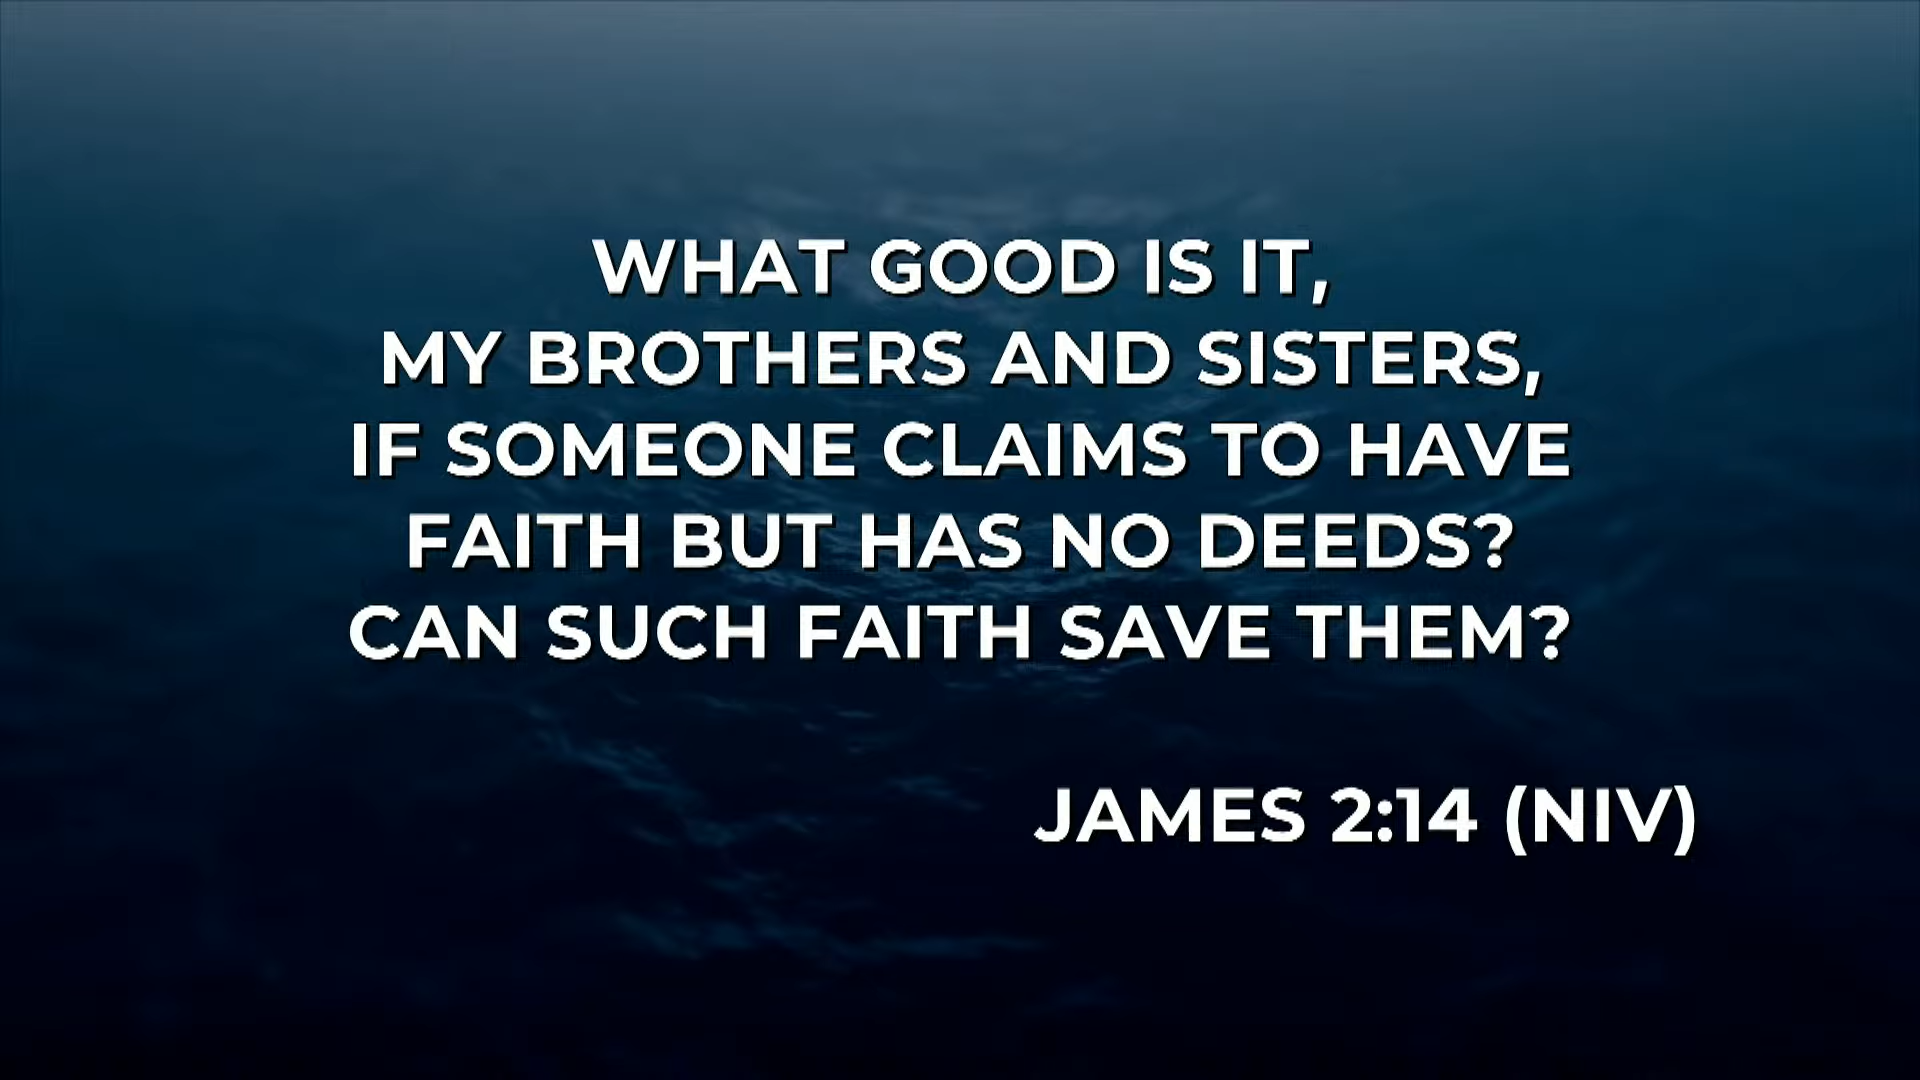 WHAT GOOD IS IT,
MY BROTHERS AND SISTERS,
IF SOMEONE CLAIMS TO HAVE
FAITH BUT HAS NO DEEDS?
CAN SUCH FAITH SAVE THEM?
JAMES 2:14 (NIV)